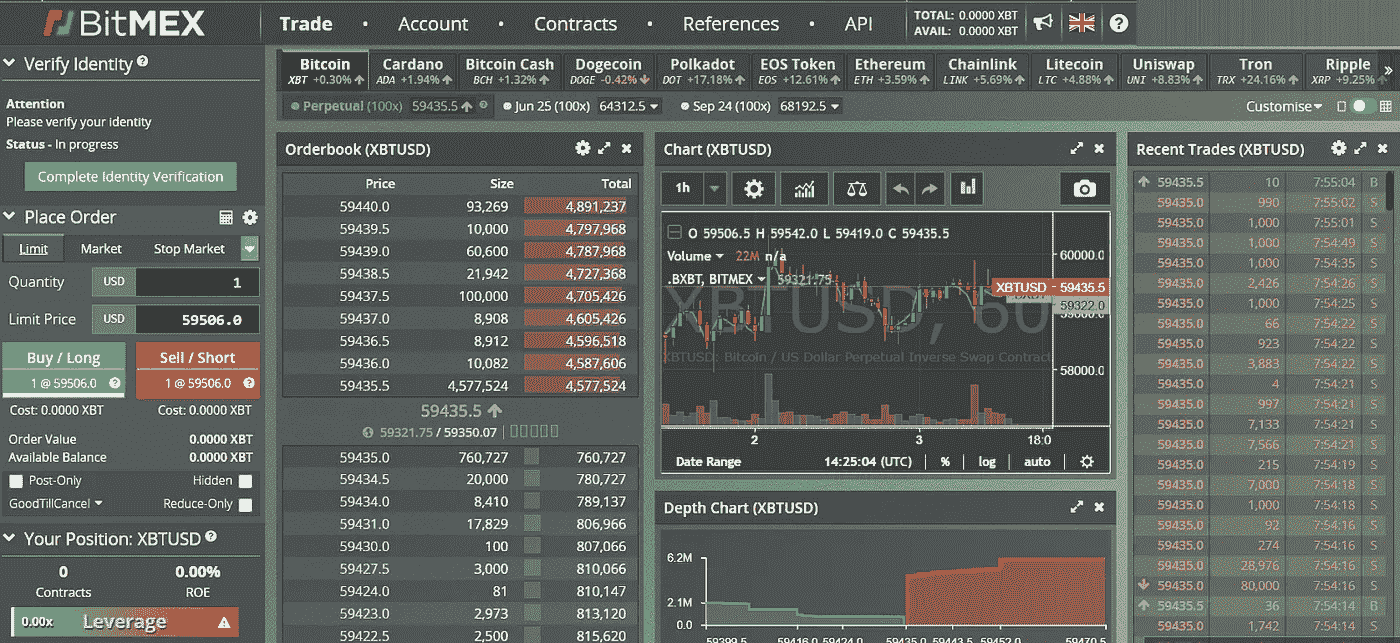 BitMEX
Trade • Account • Contracts • References • API
TOTAL: 0.0000 XBT
AVAIL: 0.0000 XBT
Verify Identity
Attention
Please verify your identity
Status - In progress
Complete Identity Verification
Place Order
Limit Market Stop Market
Quantity USD 1
Limit Price USD 59506.0
Buy / Long
1 @ 59506.0
Sell / Short
1 @ 59506.0
Cost: 0.0000 XBT Cost: 0.0000 XBT
Order Value 0.0000 XBT
Available Balance 0.0000 XBT
Post-Only Hidden
GoodTillCancel Reduce-Only
Your Position: XBTUSD
0 0.00%
Contracts ROE
0.00x Leverage
Bitcoin
XBT +0.30%
Cardano
ADA +1.94%
Bitcoin Cash
BCH +1.32%
Dogecoin
DOGE -0.42%
Polkadot
DOT +17.18%
EOS Token
EOS +12.61%
Ethereum
ETH +3.59%
Chainlink
LINK +5.69%
Litecoin
LTC +4.88%
Uniswap
UNI +8.83%
Tron
TRX +24.16%
Ripple
XRP +9.25%
Perpetual (100x) 59435.5 Jun 25 (100x) 64312.5 Sep 24 (100x) 68192.5
Customise
Orderbook (XBTUSD)
Price Size Total
59440.0 93,269 4,891,237
59439.5 10,000 4,797,968
59439.0 60,600 4,787,968
59438.5 21,942 4,727,368
59437.5 100,000 4,705,426
59437.0 8,908 4,605,426
59436.5 8,912 4,596,518
59436.0 10,082 4,587,606
59435.5 4,577,524 4,577,524
59435.5
59321.75 / 59350.07
59435.0 760,727 760,727
59434.5 20,000 780,727
59434.0 8,410 789,137
59431.0 17,829 806,966
59430.0 100 807,066
59427.5 3,000 810,066
59424.0 81 810,147
59423.0 2,973 813,120
59422.5 2,500 815,620
Chart (XBTUSD)
1h
O 59506.5 H 59542.0 L 59419.0 C 59435.5
Volume 22M n/a
.BXBT, BITMEX 59321.75
XBTUSD, 60
XBTUSD: Bitcoin / US Dollar Perpetual Inverse Swap Contract
60000.0
XBTUSD 59435.5
59322.0
58000.0
2 3 18:0
Date Range 14:25:04 (UTC) % log auto
Depth Chart (XBTUSD)
6.2M
2.1M
0.0
59399.5 59416.0 59424.0 59435.0 59443.5 59452.0 59470.5
Recent Trades (XBTUSD)
59435.5 10 7:55:04 B
59435.0 990 7:55:02 S
59435.0 1,000 7:55:01 S
59435.0 1,000 7:54:49 S
59435.0 1,000 7:54:35 S
59435.0 2,426 7:54:26 S
59435.0 1,000 7:54:25 S
59435.0 66 7:54:22 S
59435.0 923 7:54:22 S
59435.0 3,883 7:54:22 S
59435.0 4 7:54:21 S
59435.0 997 7:54:21 S
59435.0 7,133 7:54:21 S
59435.0 7,566 7:54:21 S
59435.0 215 7:54:19 S
59435.0 7,000 7:54:18 S
59435.0 1,000 7:54:18 S
59435.0 92 7:54:16 S
59435.0 274 7:54:16 S
59435.0 28,976 7:54:16 S
59435.0 80,000 7:54:16 S
59435.5 36 7:54:14 B
59435.0 1,742 7:54:14 S